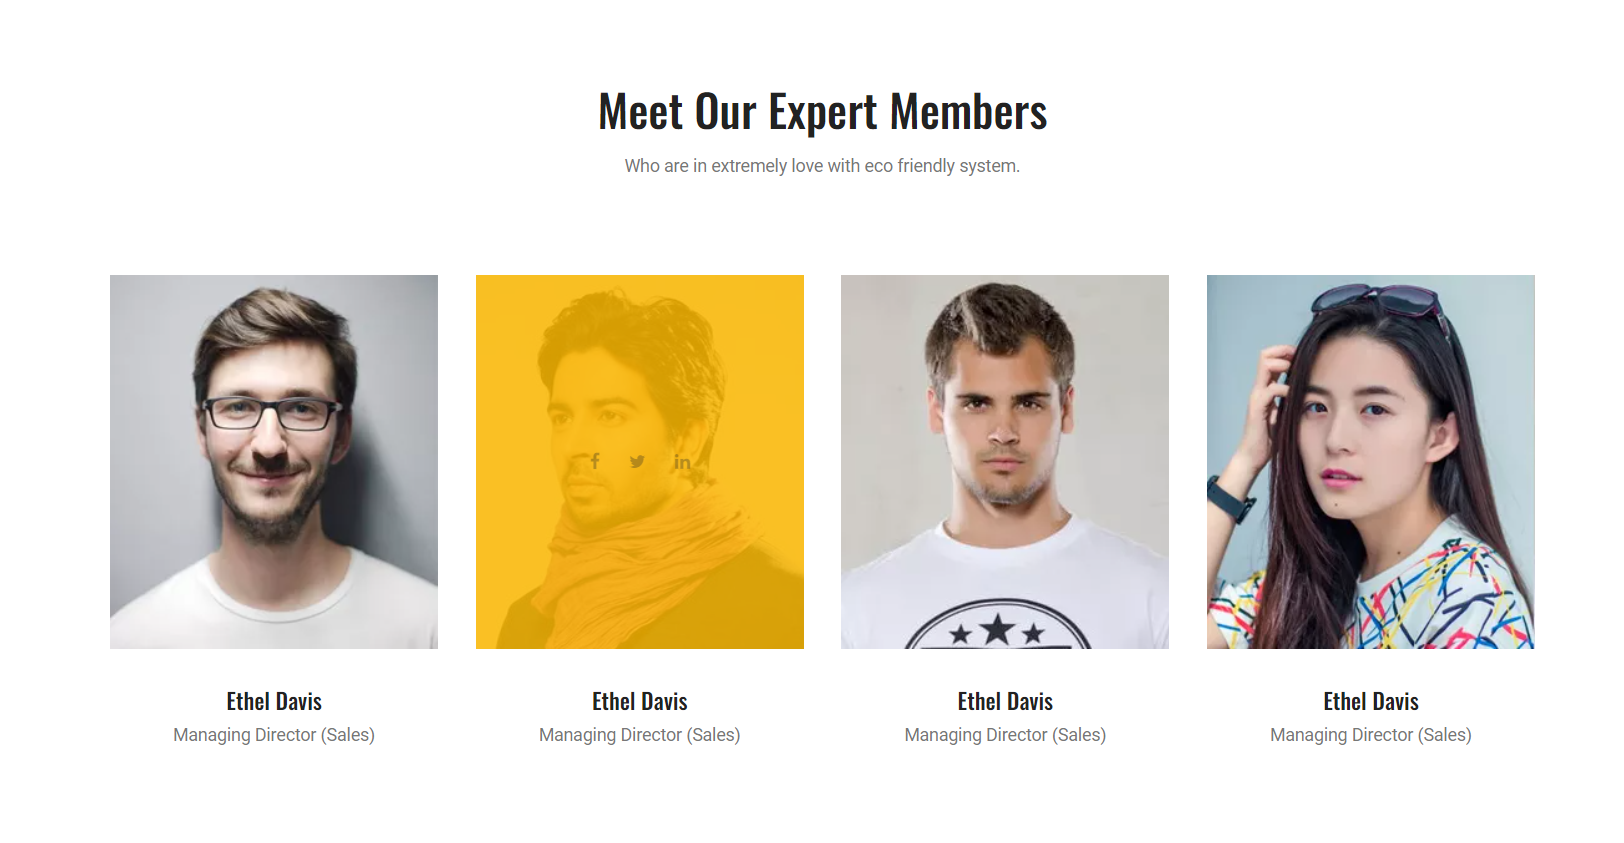 Meet Our Expert Members
Who are in extremely love with eco friendly system.
Ethel Davis
Ethel Davis
Ethel Davis
Ethel Davis
Managing Director (Sales)
Managing Director (Sales)
Managing Director (Sales)
Managing Director (Sales)